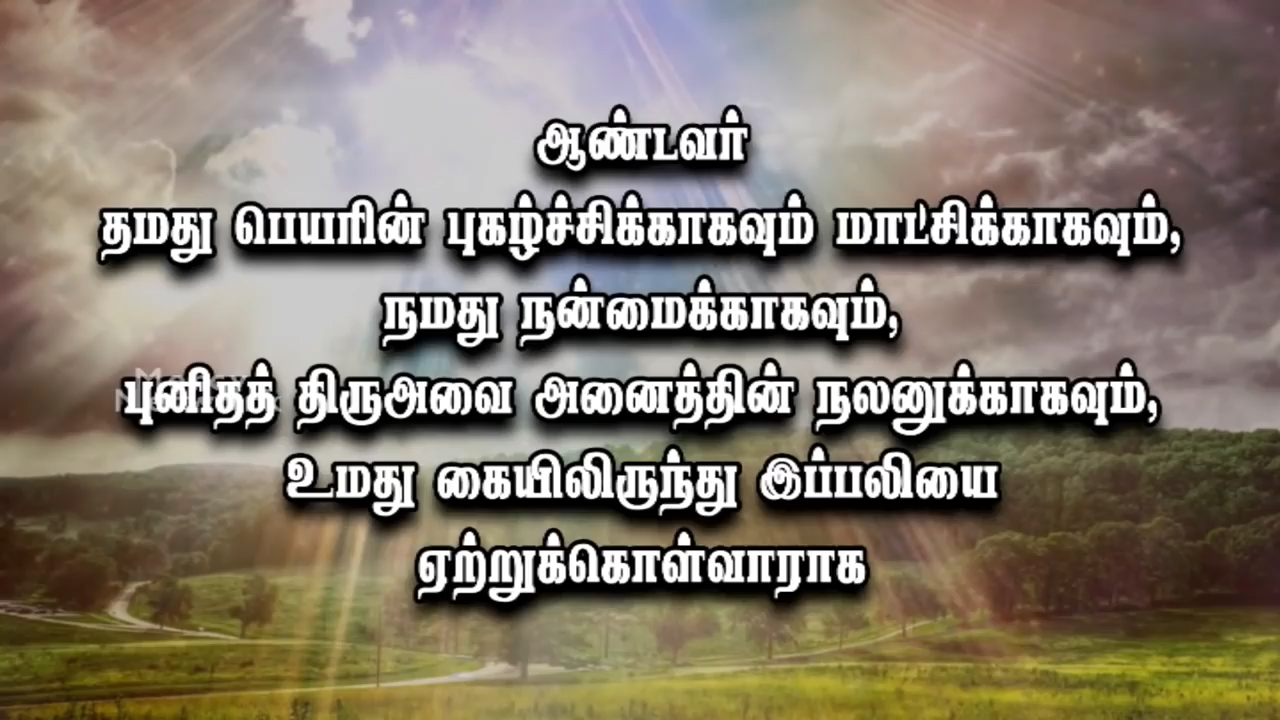 ஆண்டவர்
தமது பெயரின் புகழ்ச்சிக்காகவும் மாட்சிக்காகவும்,
நமது நன்மைக்காகவும்,
புனிதத் திருஅவை அனைத்தின் நலனுக்காகவும்,
உமது கையிலிருந்து இப்பலியை
ஏற்றுக்கொள்வாராக